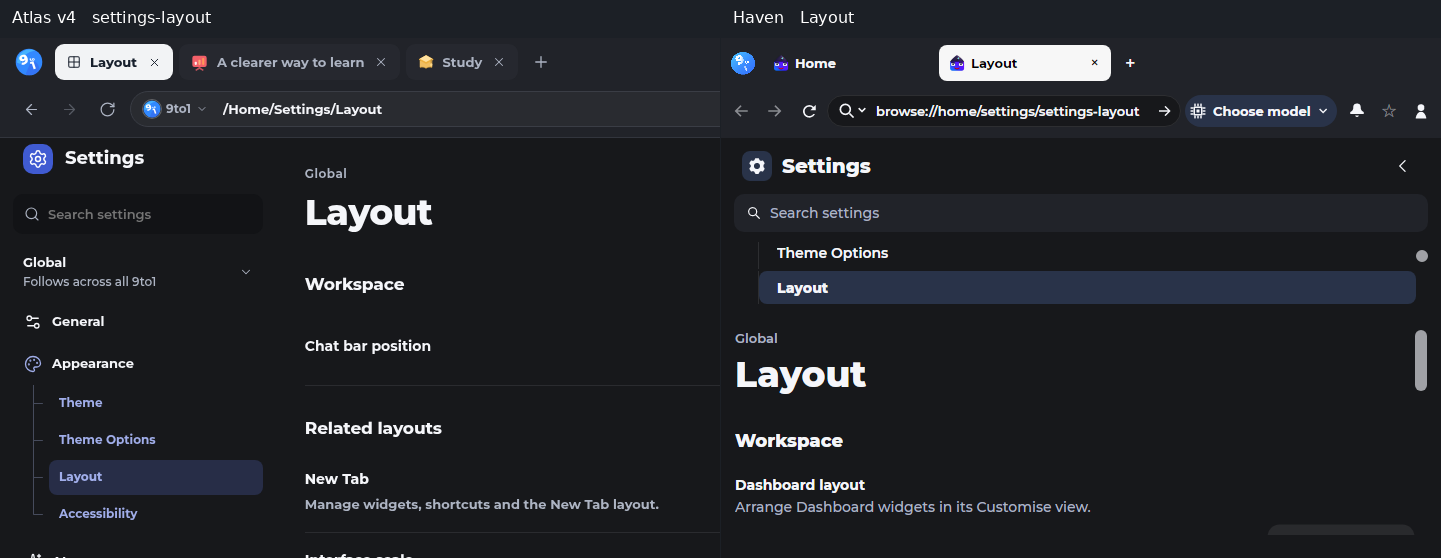 Atlas v4 settings-layout
Layout
A clearer way to learn
Study
9to1
/Home/Settings/Layout
Settings
Search settings
Global
Follows across all 9to1
General
Appearance
Theme
Theme Options
Layout
Accessibility
Global
Layout
Workspace
Chat bar position
Related layouts
New Tab
Manage widgets, shortcuts and the New Tab layout.
Haven Layout
Home
Layout
browse://home/settings/settings-layout
Choose model
Settings
Search settings
Theme Options
Layout
Global
Layout
Workspace
Dashboard layout
Arrange Dashboard widgets in its Customise view.